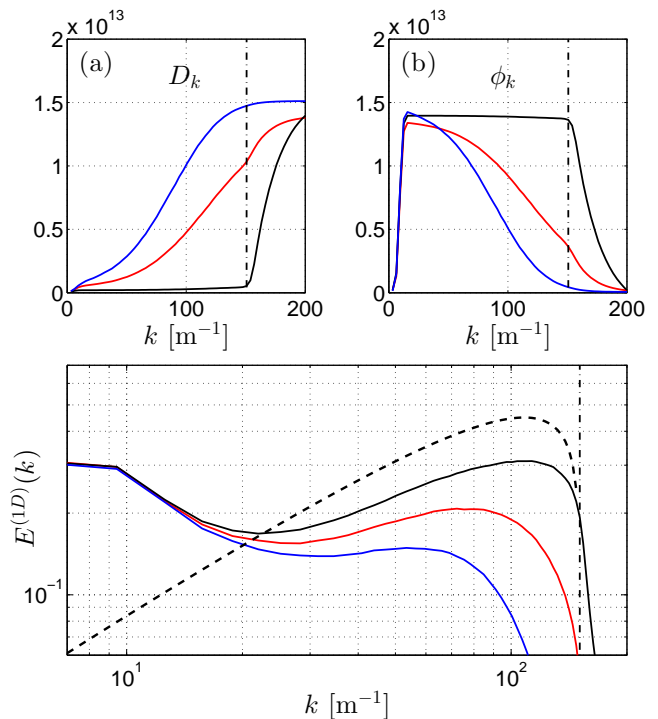 2 x 10^13 2 x 10^13
(a) D_k (b) ϕ_k
1.5 1.5
1 1
0.5 0.5
0 0
0 100 200 0 100 200
k [m⁻¹] k [m⁻¹]
E^(1D)(k)
10^−1
10^1 10^2
k [m⁻¹]